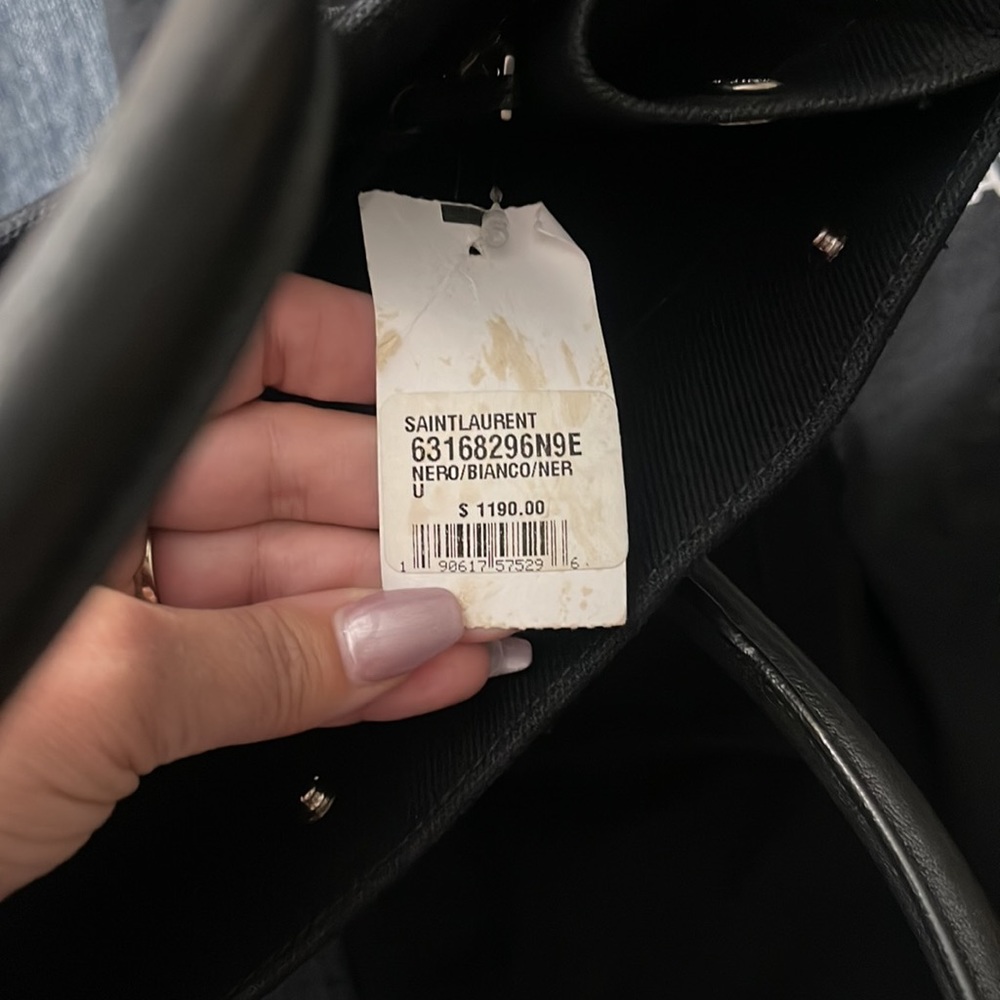 SAINTLAURENT
63168296N9E
NERO/BIANCO/NER
U
$ 1190.00
1 90617 57529 6